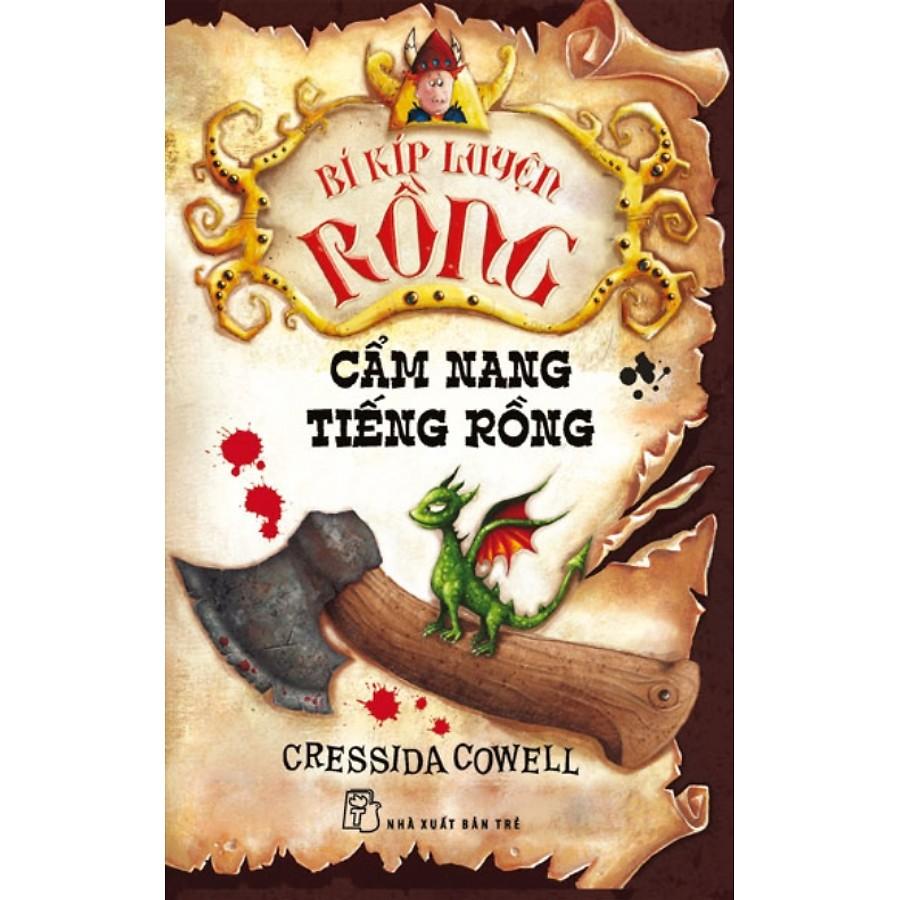 BÍ KÍP LUYỆN
RỒNG
CẨM NANG
TIẾNG RỒNG
CRESSIDA COWELL
T
NHÀ XUẤT BẢN TRẺ